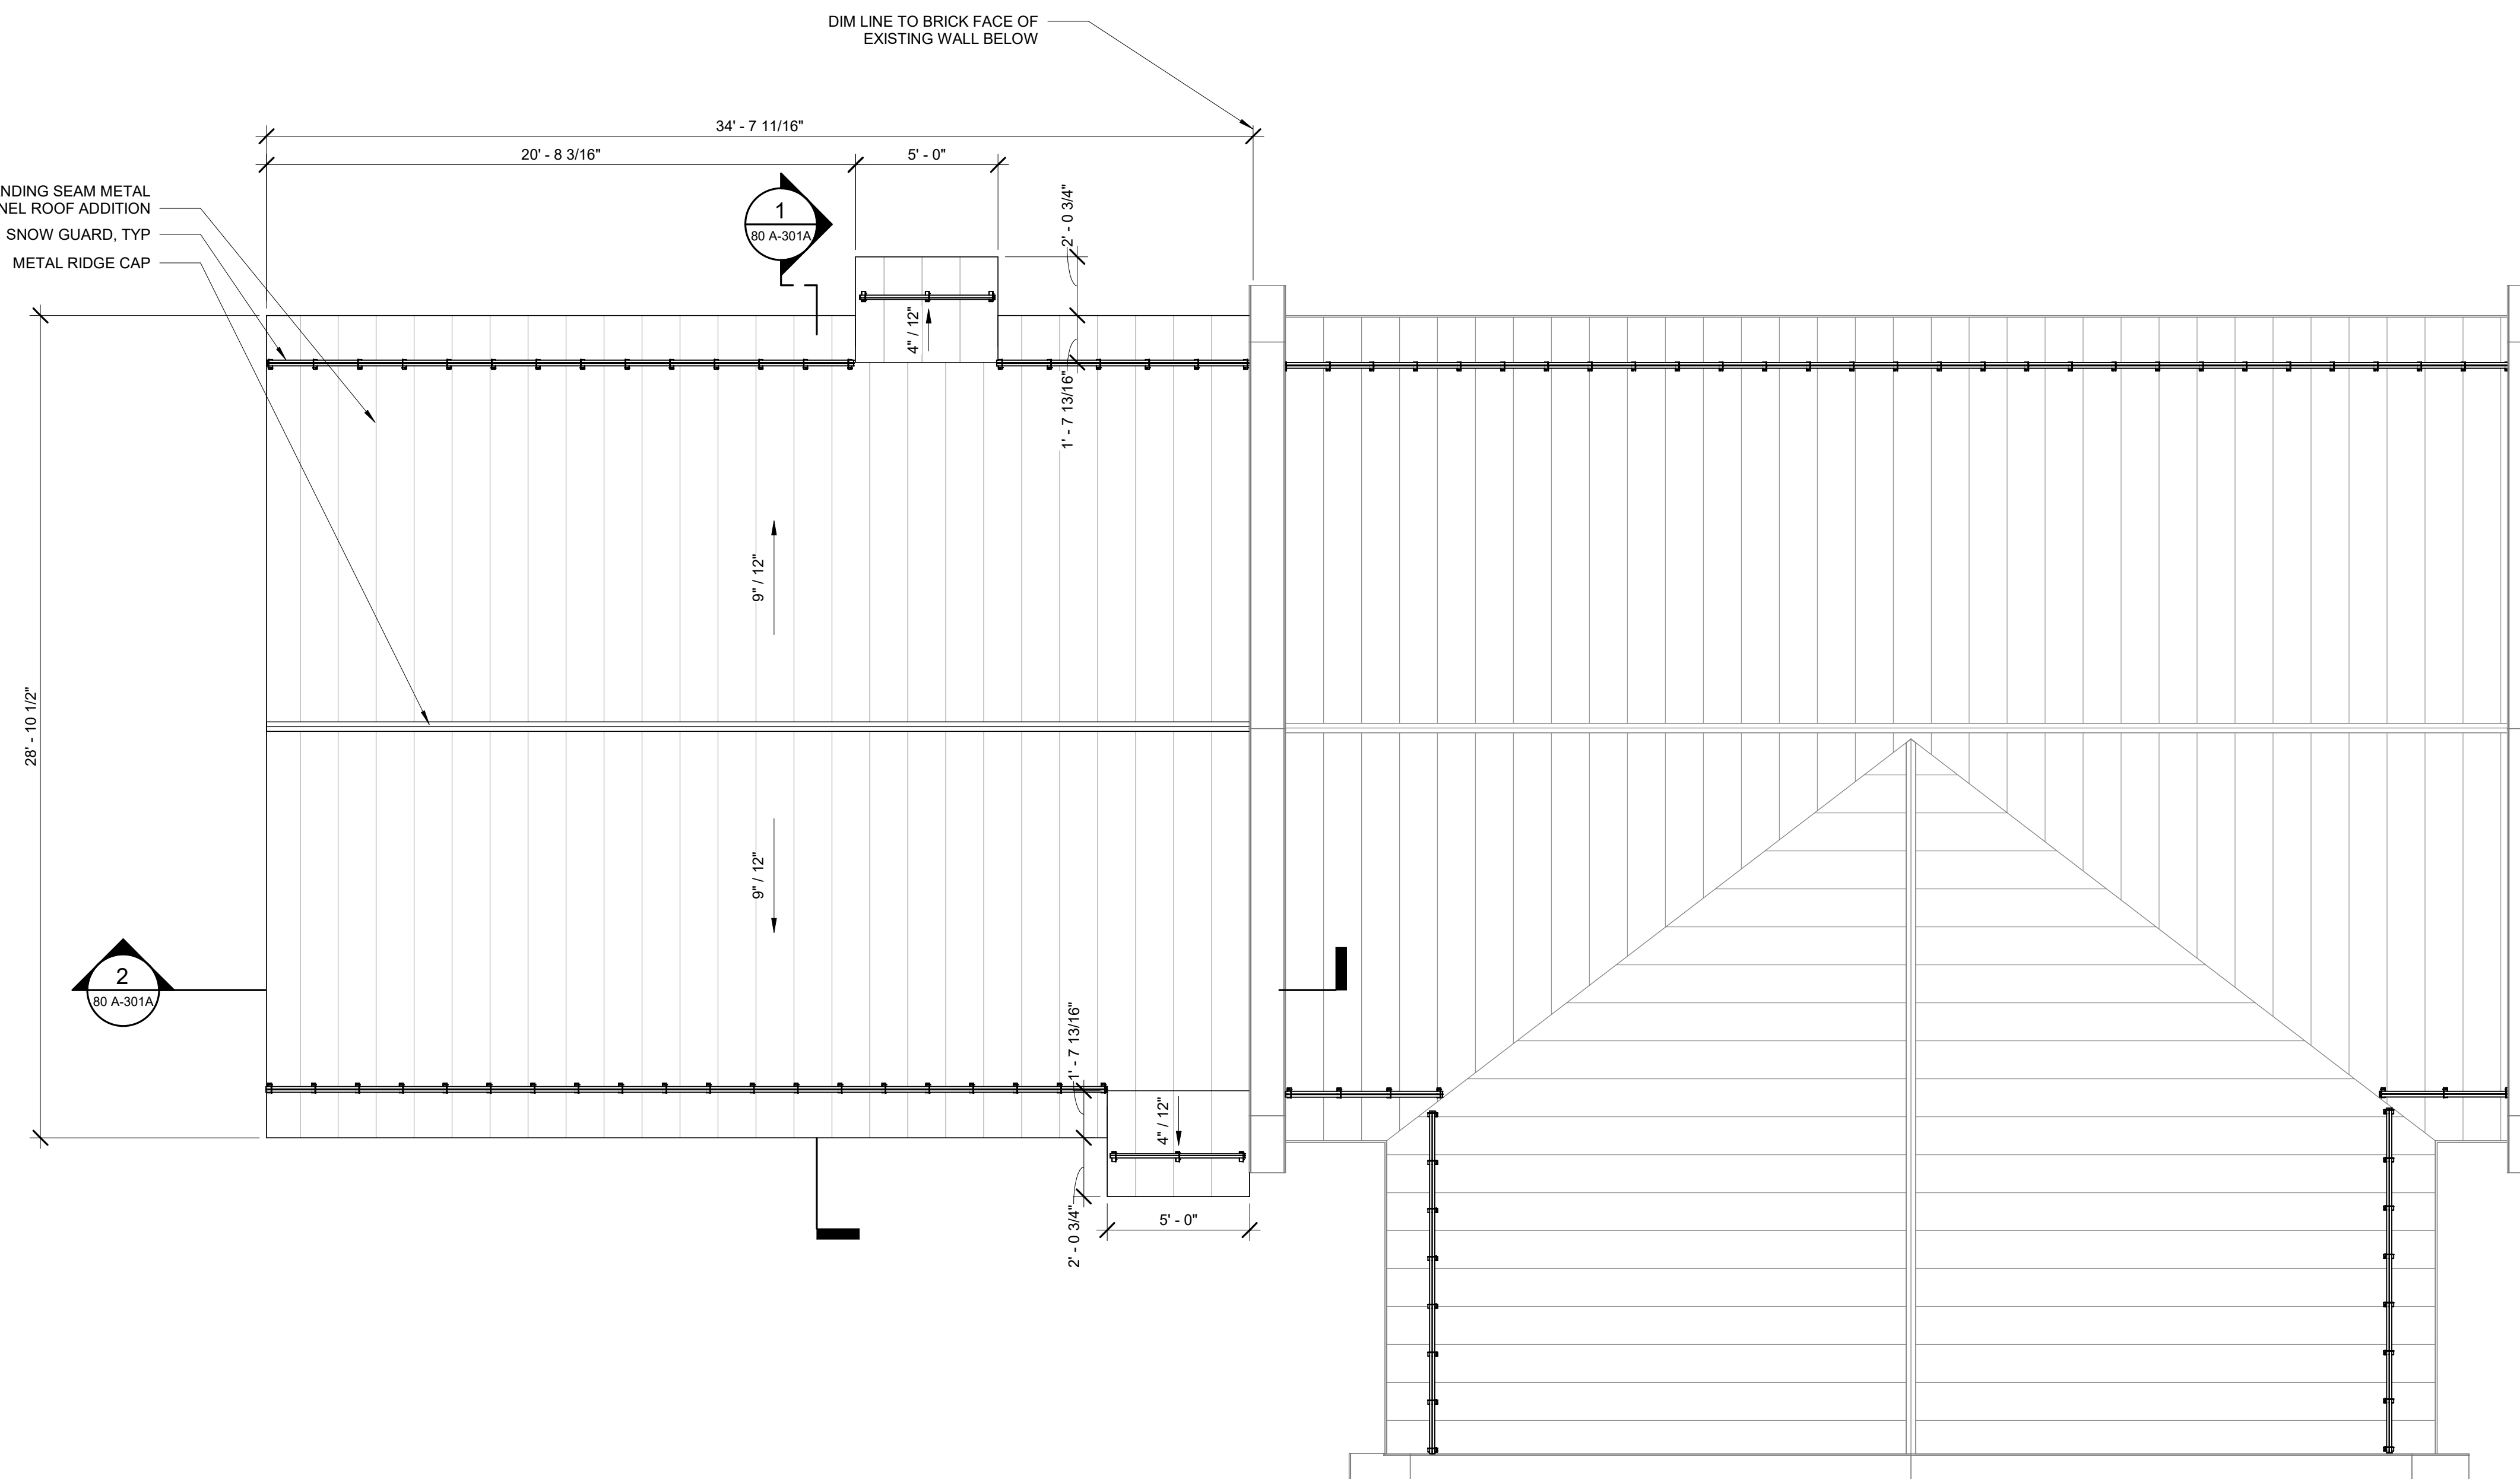 DIM LINE TO BRICK FACE OF
EXISTING WALL BELOW
34' - 7 11/16"
20' - 8 3/16"
5' - 0"
NDING SEAM METAL
NEL ROOF ADDITION
SNOW GUARD, TYP
METAL RIDGE CAP
1
80 A-301A
2' - 0 3/4"
4" / 12"
1' - 7 13/16"
9" / 12"
28' - 10 1/2"
9" / 12"
2
80 A-301A
1' - 7 13/16"
4" / 12"
2' - 0 3/4"
5' - 0"